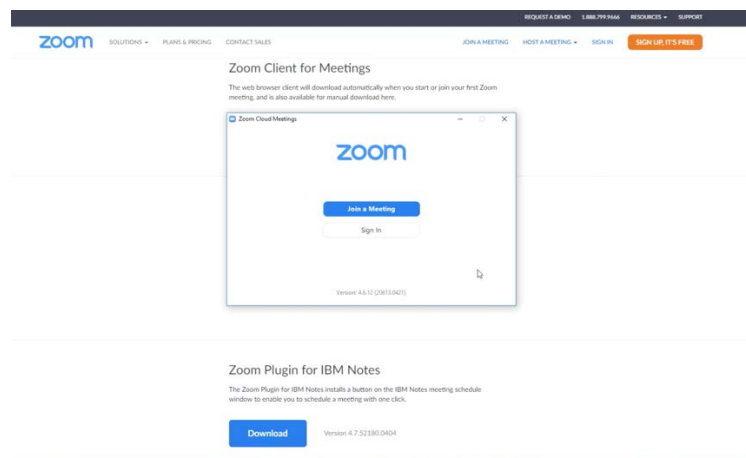 REQUEST A DEMO 1.888.799.9666 RESOURCES SUPPORT
zoom SOLUTIONS PLANS & PRICING CONTACT SALES JOIN A MEETING HOST A MEETING SIGN IN SIGN UP, IT'S FREE
Zoom Client for Meetings
The web browser client will download automatically when you start or join your first Zoom
meeting, and is also available for manual download here.
Zoom Cloud Meetings
zoom
Join a Meeting
Sign In
Version: 4.6.12 (20613.0421)
Zoom Plugin for IBM Notes
The Zoom Plugin for IBM Notes installs a button on the IBM Notes meeting schedule
window to enable you to schedule a meeting with one click.
Download Version 4.7.52180.0404